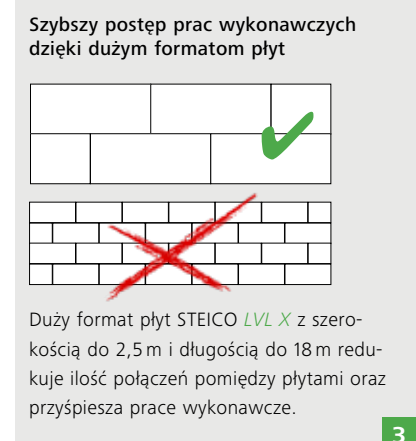 Szybszy postęp prac wykonawczych
dzięki dużym formatom płyt
Duży format płyt STEICO LVL X z szero-
kością do 2,5 m i długością do 18 m redu-
kuje ilość połączeń pomiędzy płytami oraz
przyśpiesza prace wykonawcze.
3